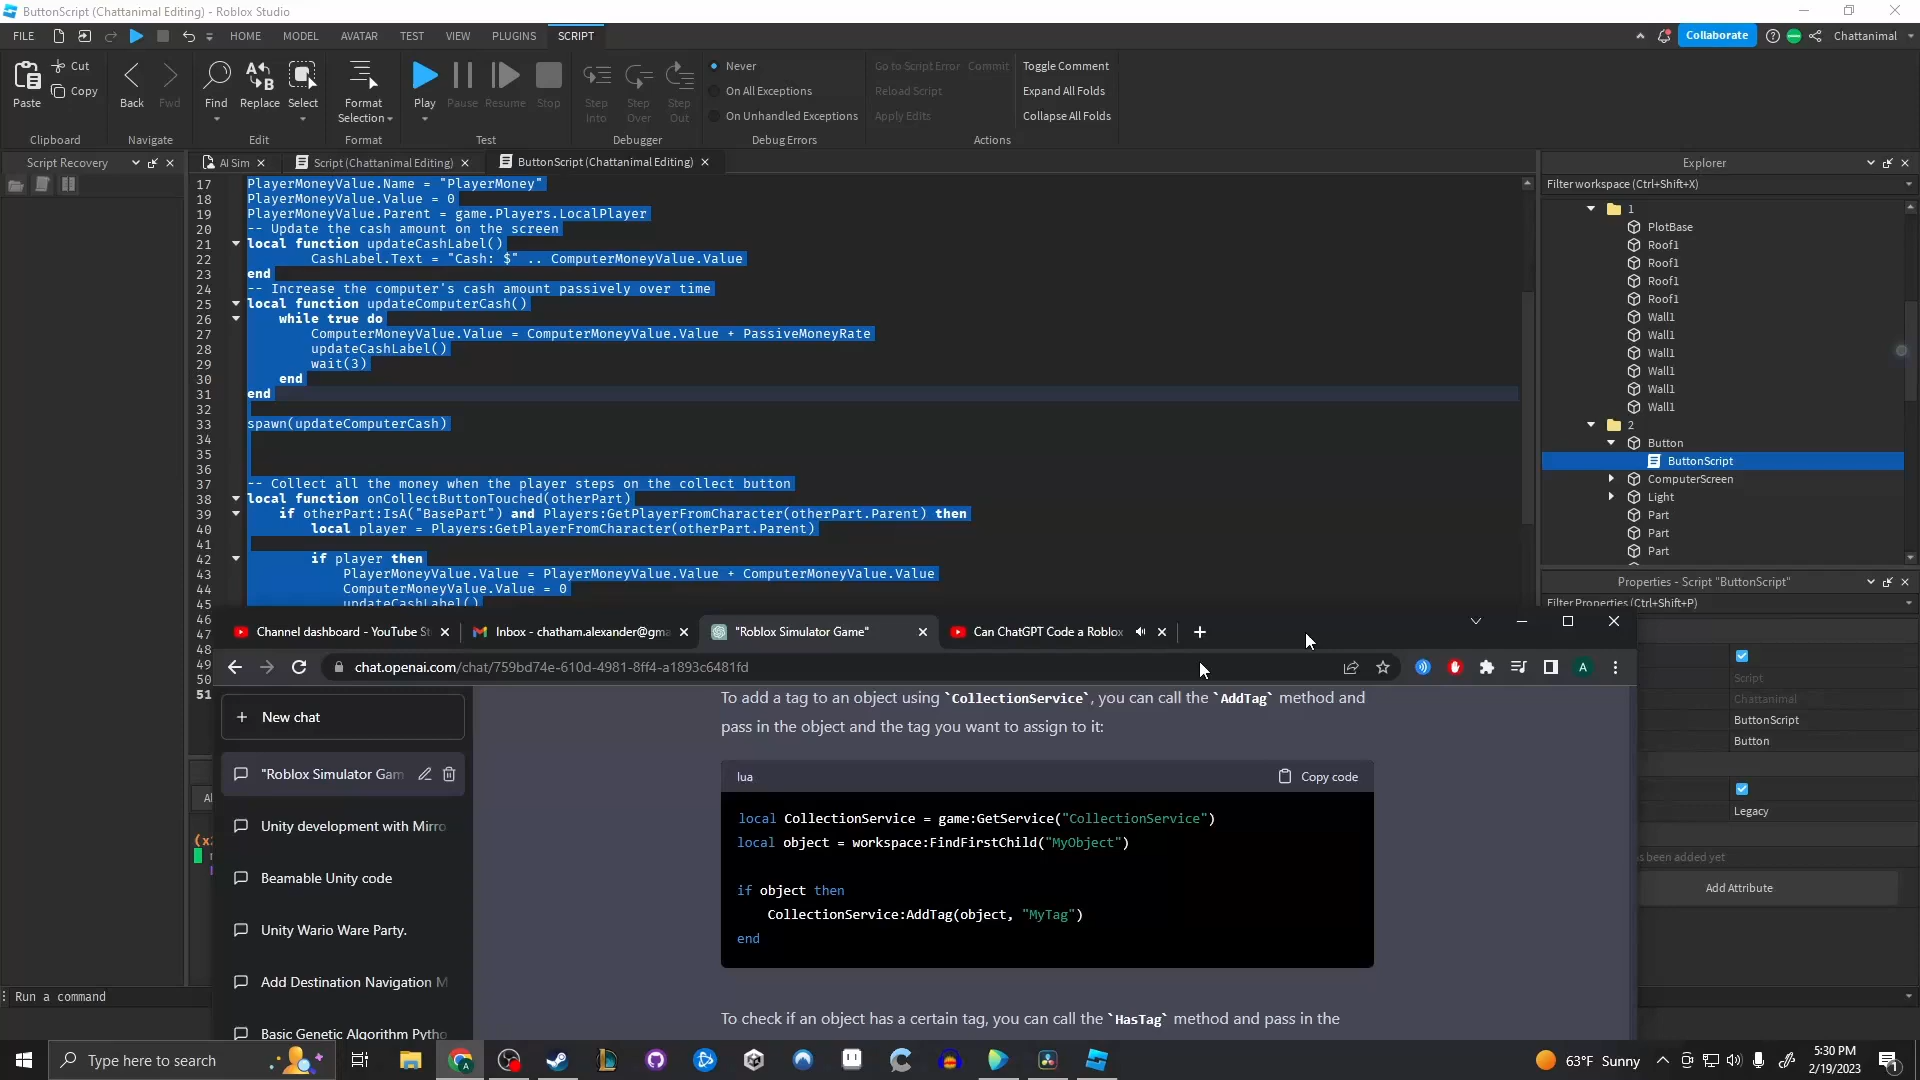 ButtonScript (Chattanimal Editing) - Roblox Studio
FILE HOME MODEL AVATAR TEST VIEW PLUGINS SCRIPT Collaborate Chattanimal
Paste
Cut
Copy
Clipboard
Back Fwd
Navigate
Find Replace Select
Edit
Format
Selection
Format
Play Pause Resume Stop
Test
Step
Into
Step
Over
Step
Out
Debugger
Never
On All Exceptions
On Unhandled Exceptions
Debug Errors
Go to Script Error Commit
Reload Script
Apply Edits
Toggle Comment
Expand All Folds
Collapse All Folds
Actions
Script Recovery
AI Sim
Script (Chattanimal Editing)
ButtonScript (Chattanimal Editing)
17 PlayerMoneyValue.Name = "PlayerMoney"
18 PlayerMoneyValue.Value = 0
19 PlayerMoneyValue.Parent = game.Players.LocalPlayer
20 -- Update the cash amount on the screen
21 local function updateCashLabel()
22 CashLabel.Text = "Cash: $" .. ComputerMoneyValue.Value
23 end
24 -- Increase the computer's cash amount passively over time
25 local function updateComputerCash()
26 while true do
27 ComputerMoneyValue.Value = ComputerMoneyValue.Value + PassiveMoneyRate
28 updateCashLabel()
29 wait(3)
30 end
31 end
32
33 spawn(updateComputerCash)
34
35
36
37 -- Collect all the money when the player steps on the collect button
38 local function onCollectButtonTouched(otherPart)
39 if otherPart:IsA("BasePart") and Players:GetPlayerFromCharacter(otherPart.Parent) then
40 local player = Players:GetPlayerFromCharacter(otherPart.Parent)
41
42 if player then
43 PlayerMoneyValue.Value = PlayerMoneyValue.Value + ComputerMoneyValue.Value
44 ComputerMoneyValue.Value = 0
45 updateCashLabel()
46
47
48
49
50
51
Explorer
Filter workspace (Ctrl+Shift+X)
1
PlotBase
Roof1
Roof1
Roof1
Roof1
Wall1
Wall1
Wall1
Wall1
Wall1
Wall1
2
Button
ButtonScript
ComputerScreen
Light
Part
Part
Part
Properties - Script "ButtonScript"
Filter Properties (Ctrl+Shift+P)
Script
Chattanimal
ButtonScript
Button
Legacy
been added yet
Add Attribute
Channel dashboard - YouTube St
Inbox - chatham.alexander@gma
"Roblox Simulator Game"
Can ChatGPT Code a Roblox
chat.openai.com/chat/759bd74e-610d-4981-8ff4-a1893c6481fd
A
New chat
"Roblox Simulator Gam
Unity development with Mirro
Beamable Unity code
Unity Wario Ware Party.
Add Destination Navigation M
Basic Genetic Algorithm Pytho
To add a tag to an object using `CollectionService`, you can call the `AddTag` method and
pass in the object and the tag you want to assign to it:
lua
Copy code
local CollectionService = game:GetService("CollectionService")
local object = workspace:FindFirstChild("MyObject")
if object then
CollectionService:AddTag(object, "MyTag")
end
To check if an object has a certain tag, you can call the `HasTag` method and pass in the
Run a command
Type here to search
63°F Sunny
5:30 PM
2/19/2023
1